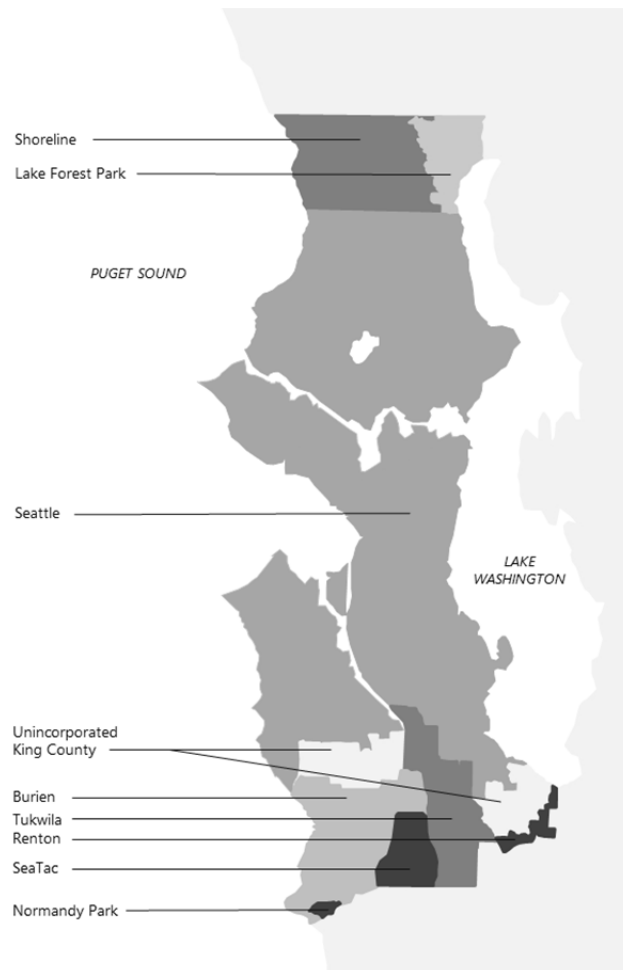 Shoreline
Lake Forest Park
PUGET SOUND
Seattle
LAKE
WASHINGTON
Unincorporated
King County
Burien
Tukwila
Renton
SeaTac
Normandy Park